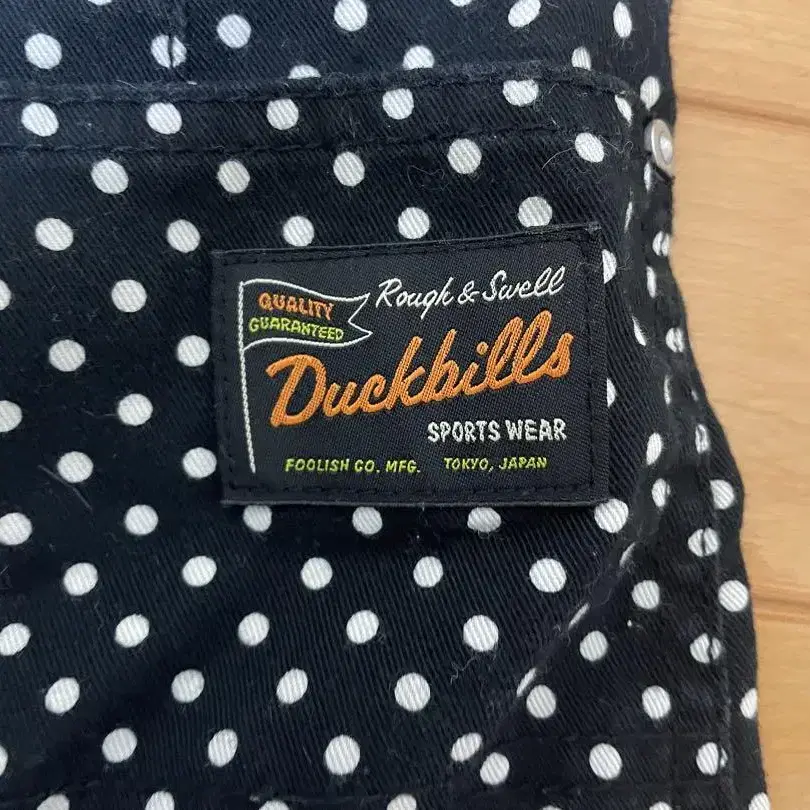 QUALITY
GUARANTEED
Rough & Swell
Duckbills
SPORTS WEAR
FOOLISH CO. MFG. TOKYO, JAPAN